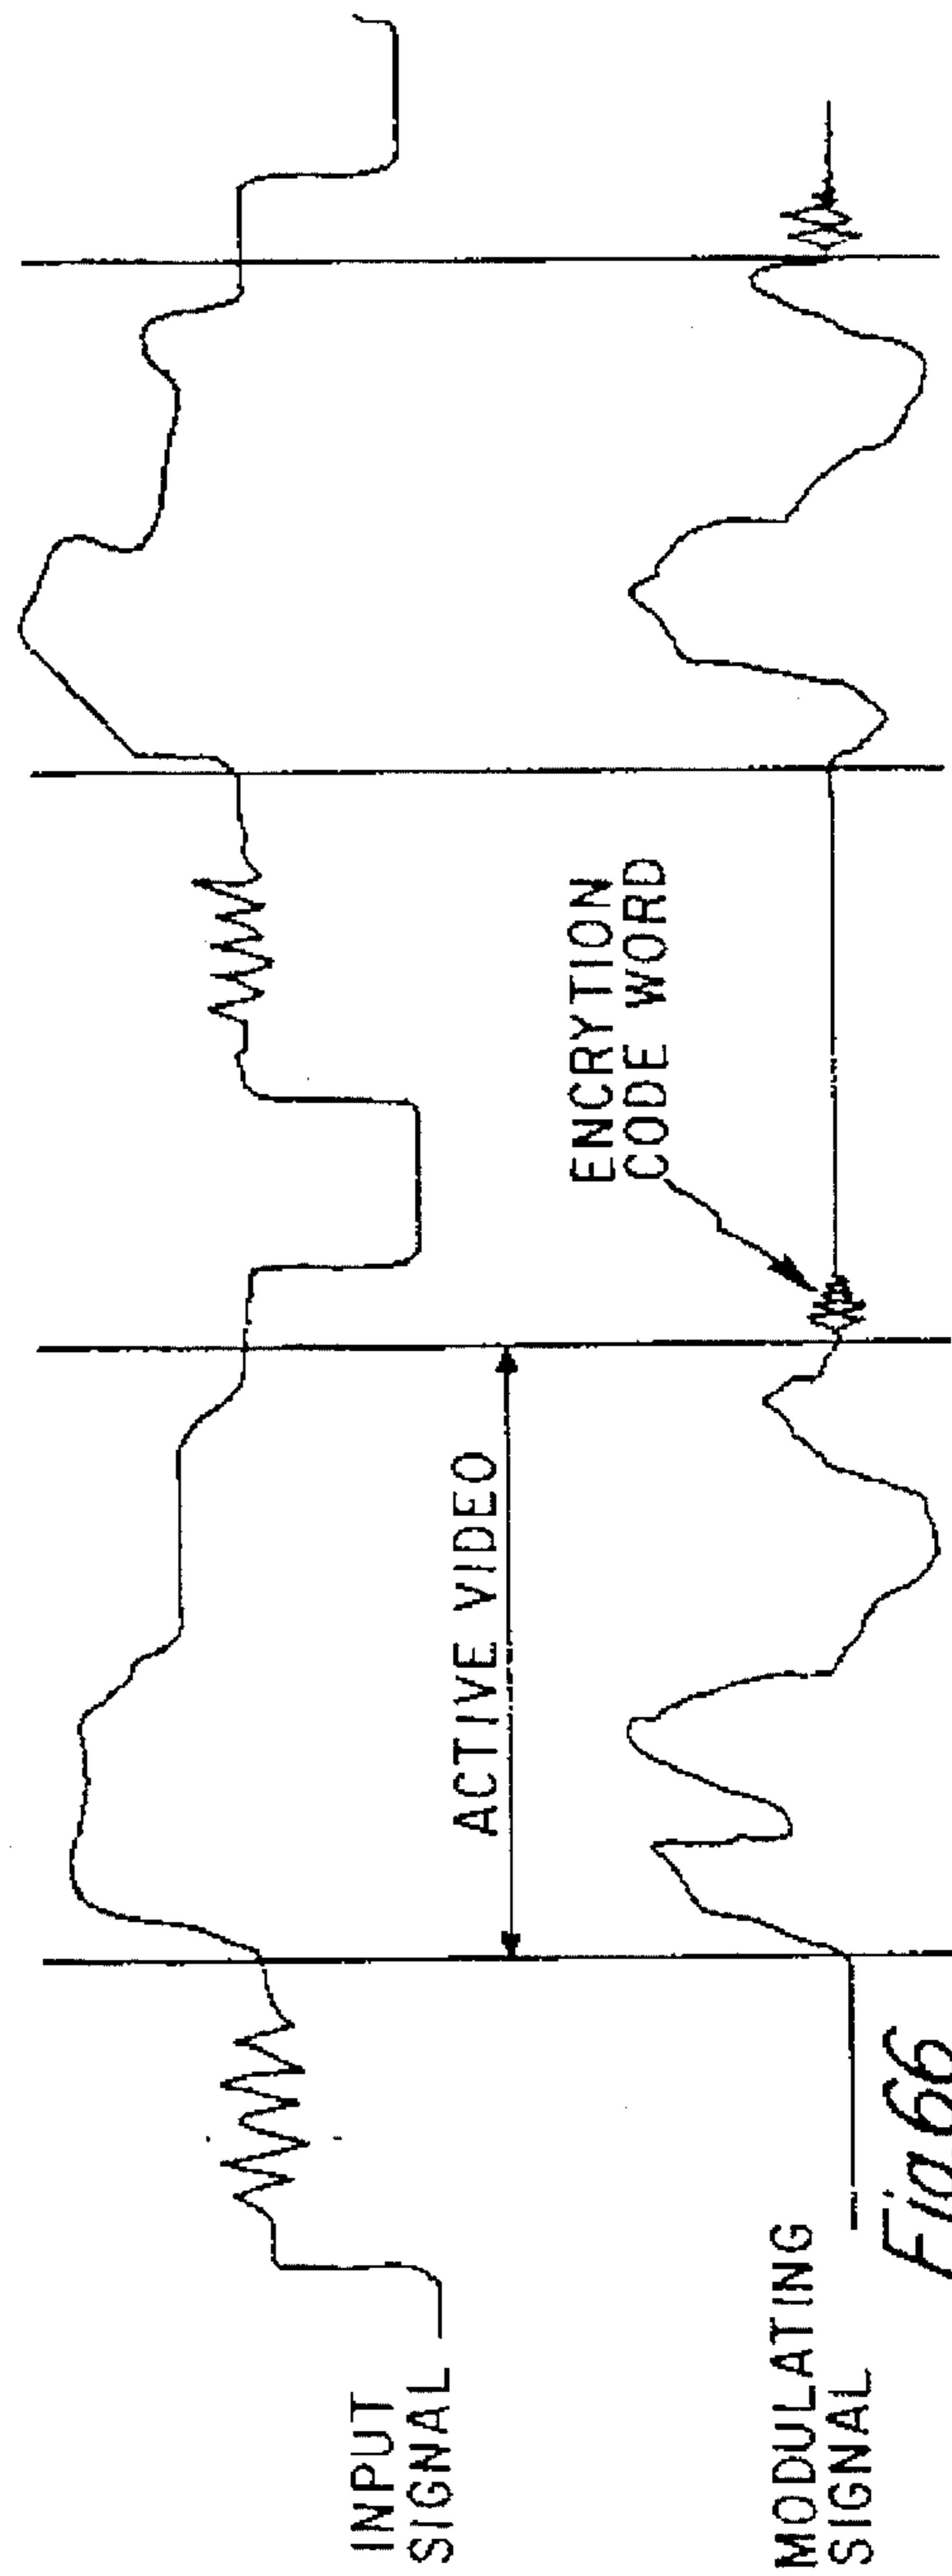 INPUT
SIGNAL
ACTIVE VIDEO
ENCRYTION
CODE WORD
MODULATING
SIGNAL
Fig.66